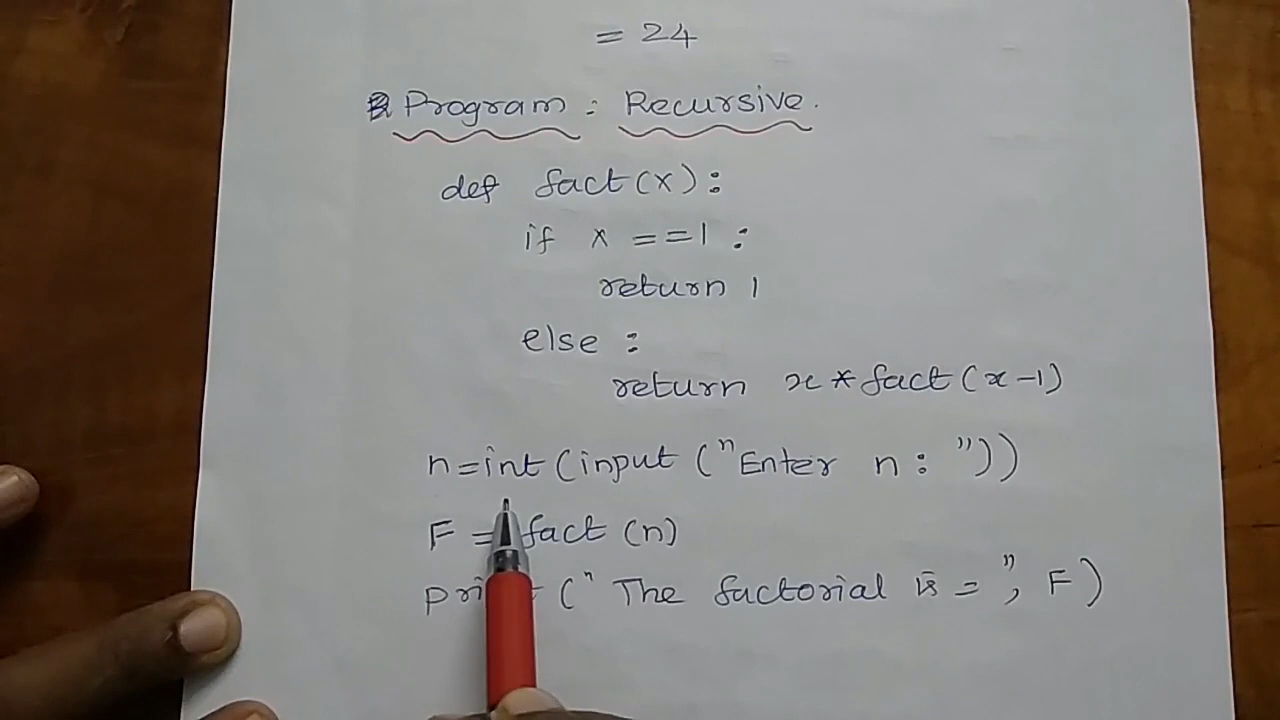 = 24
Program : Recursive.
def fact(x):
if x ==1 :
return 1
else :
return x * fact(x-1)
n=int(input("Enter n: "))
F = fact (n)
("The factorial is = ", F)